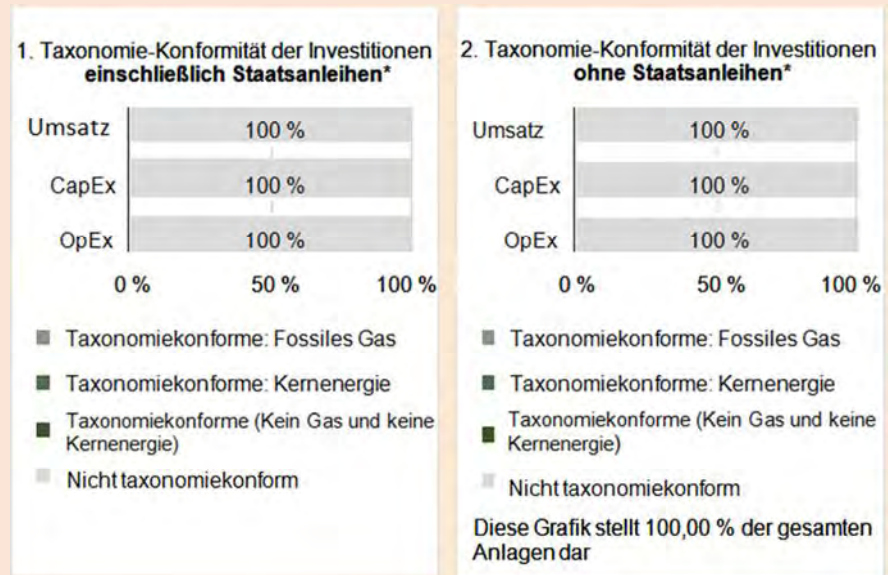 1. Taxonomie-Konformität der Investitionen
einschließlich Staatsanleihen*
Umsatz
100 %
CapEx
100 %
OpEx
100 %
0 %
50 %
100 %
Taxonomiekonforme: Fossiles Gas
Taxonomiekonforme: Kernenergie
Taxonomiekonforme (Kein Gas und keine
Kernenergie)
Nicht taxonomiekonform
2. Taxonomie-Konformität der Investitionen
ohne Staatsanleihen*
Umsatz
100 %
CapEx
100 %
OpEx
100 %
0 %
50 %
100 %
Taxonomiekonforme: Fossiles Gas
Taxonomiekonforme: Kernenergie
Taxonomiekonforme (Kein Gas und keine
Kernenergie)
Nicht taxonomiekonform
Diese Grafik stellt 100,00 % der gesamten
Anlagen dar